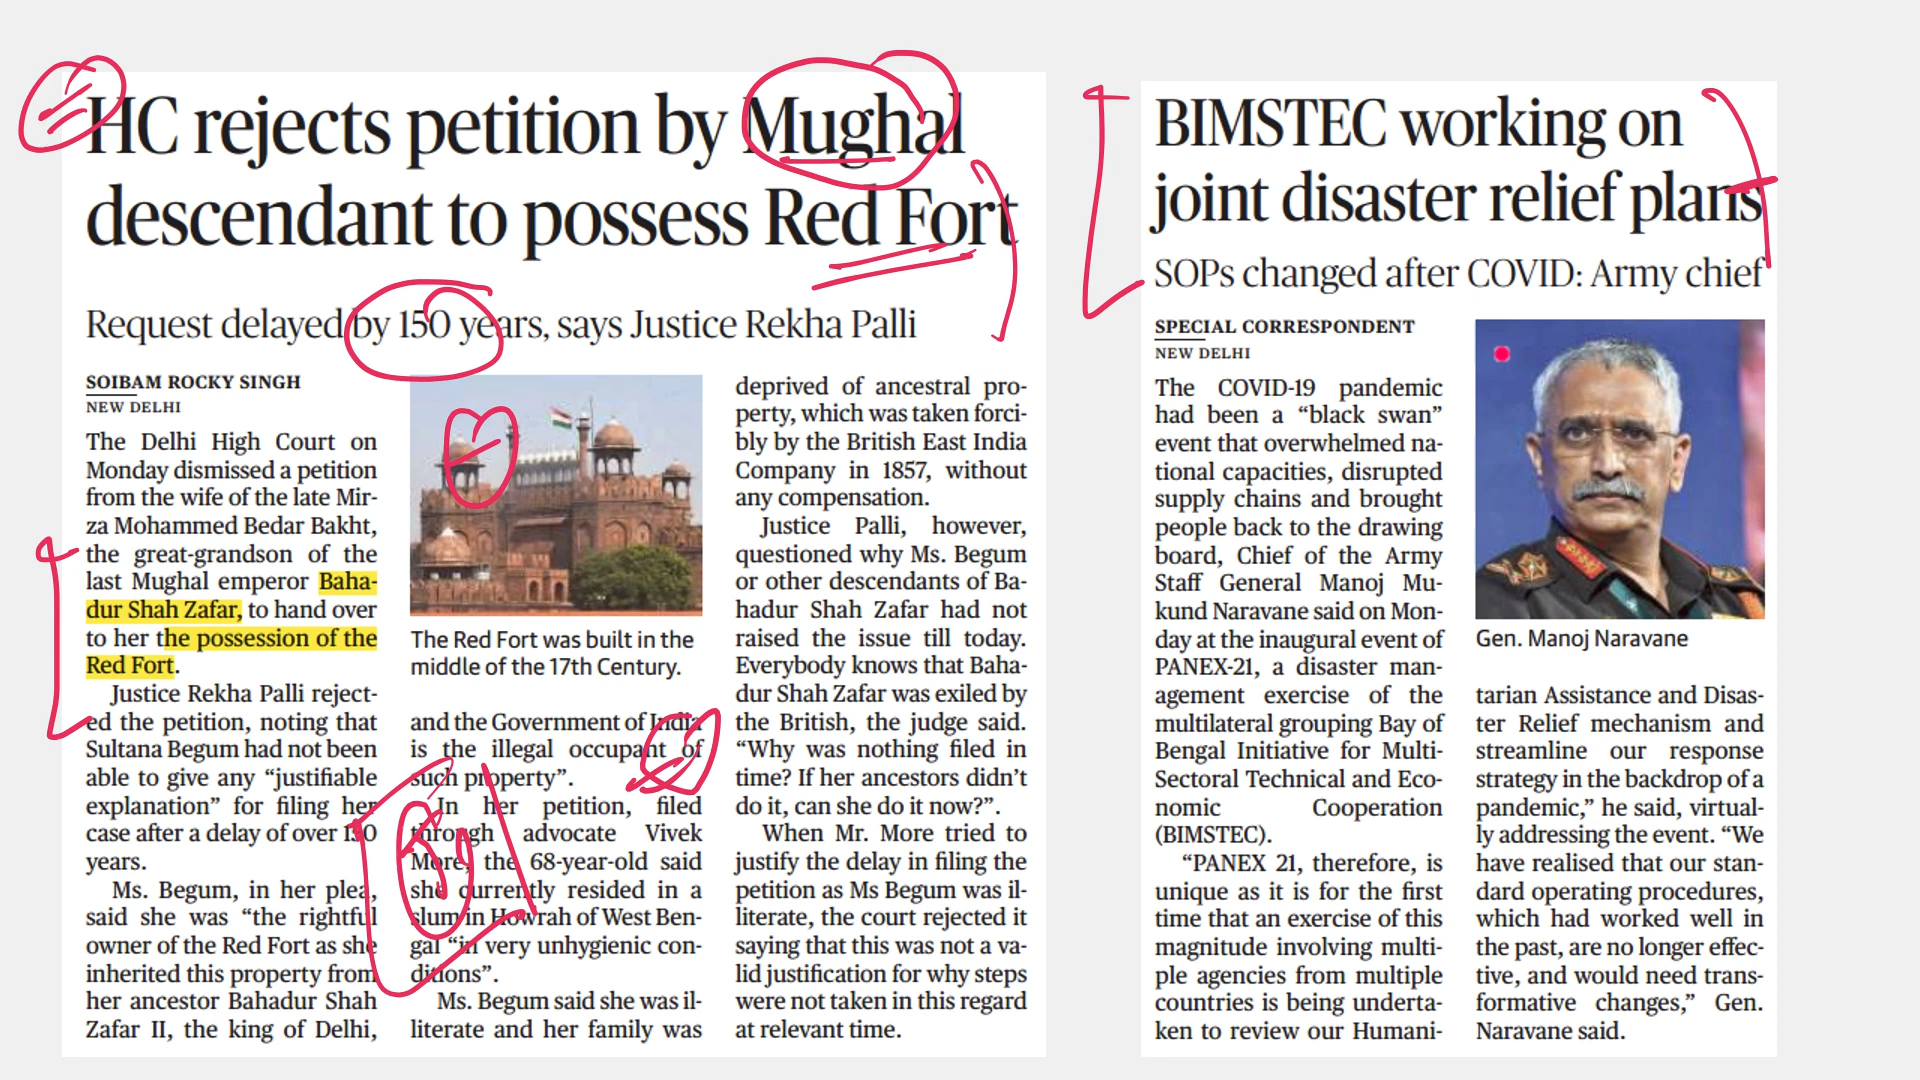 HC rejects petition by Mughal
descendant to possess Red Fort
Request delayed by 150 years, says Justice Rekha Palli
SOIBAM ROCKY SINGH
NEW DELHI
The Delhi High Court on
Monday dismissed a petition
from the wife of the late Mir-
za Mohammed Bedar Bakht,
the great-grandson of the
last Mughal emperor Baha-
dur Shah Zafar, to hand over
to her the possession of the
Red Fort.
Justice Rekha Palli reject-
ed the petition, noting that
Sultana Begum had not been
able to give any “justifiable
explanation” for filing her
case after a delay of over 150
years.
Ms. Begum, in her plea,
said she was “the rightful
owner of the Red Fort as she
inherited this property from
her ancestor Bahadur Shah
Zafar II, the king of Delhi,
The Red Fort was built in the
middle of the 17th Century.
and the Government of India
is the illegal occupant of
such property”.
In her petition, filed
through advocate Vivek
More, the 68-year-old said
she currently resided in a
slum in Howrah of West Ben-
gal “in very unhygienic con-
ditions”.
Ms. Begum said she was il-
literate and her family was
deprived of ancestral pro-
perty, which was taken forci-
bly by the British East India
Company in 1857, without
any compensation.
Justice Palli, however,
questioned why Ms. Begum
or other descendants of Ba-
hadur Shah Zafar had not
raised the issue till today.
Everybody knows that Baha-
dur Shah Zafar was exiled by
the British, the judge said.
“Why was nothing filed in
time? If her ancestors didn’t
do it, can she do it now?”.
When Mr. More tried to
justify the delay in filing the
petition as Ms Begum was il-
literate, the court rejected it
saying that this was not a va-
lid justification for why steps
were not taken in this regard
at relevant time.
BIMSTEC working on
joint disaster relief plans
SOPs changed after COVID: Army chief
SPECIAL CORRESPONDENT
NEW DELHI
The COVID-19 pandemic
had been a “black swan”
event that overwhelmed na-
tional capacities, disrupted
supply chains and brought
people back to the drawing
board, Chief of the Army
Staff General Manoj Mu-
kund Naravane said on Mon-
day at the inaugural event of
PANEX-21, a disaster man-
agement exercise of the
multilateral grouping Bay of
Bengal Initiative for Multi-
Sectoral Technical and Eco-
nomic Cooperation
(BIMSTEC).
“PANEX 21, therefore, is
unique as it is for the first
time that an exercise of this
magnitude involving multi-
ple agencies from multiple
countries is being underta-
ken to review our Humani-
Gen. Manoj Naravane
tarian Assistance and Disas-
ter Relief mechanism and
streamline our response
strategy in the backdrop of a
pandemic,” he said, virtual-
ly addressing the event. “We
have realised that our stan-
dard operating procedures,
which had worked well in
the past, are no longer effec-
tive, and would need trans-
formative changes,” Gen.
Naravane said.